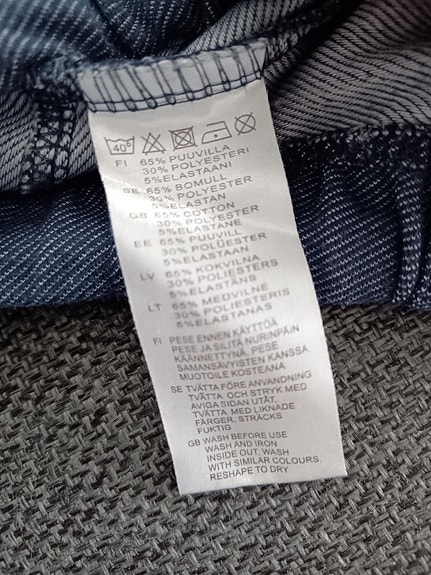 40°
FI 65% PUUVILLA
30% POLYESTERI
5%ELASTAANI
SE 65% BOMULL
30% POLYESTER
5%ELASTAN
GB 65% COTTON
30% POLYESTER
5%ELASTANE
EE 65% PUUVILL
30% POLÜESTER
5%ELASTAAN
LV 65% KOKVILNA
30% POLIESTERS
5% ELASTĀNS
LT 65% MEDVILNĖ
30% POLIESTERIS
5% ELASTANAS
FI PESE ENNEN KÄYTTÖÄ
PESE JA SILITÄ NURINPÄIN
KÄÄNNETTYNÄ, PESE
SAMANSÄVYISTEN KANSSA
MUOTOILE KOSTEANA
SE TVÄTTA FÖRE ANVANDNING
TVÄTTA OCH STRYK MED
AVIGA SIDAN UTÅT,
TVÄTTA MED LIKNADE
FÄRGER, STRÄCKS
FUKTIG
GB WASH BEFORE USE
WASH AND IRON
INSIDE OUT, WASH
WITH SIMILAR COLOURS
RESHAPE TO DRY